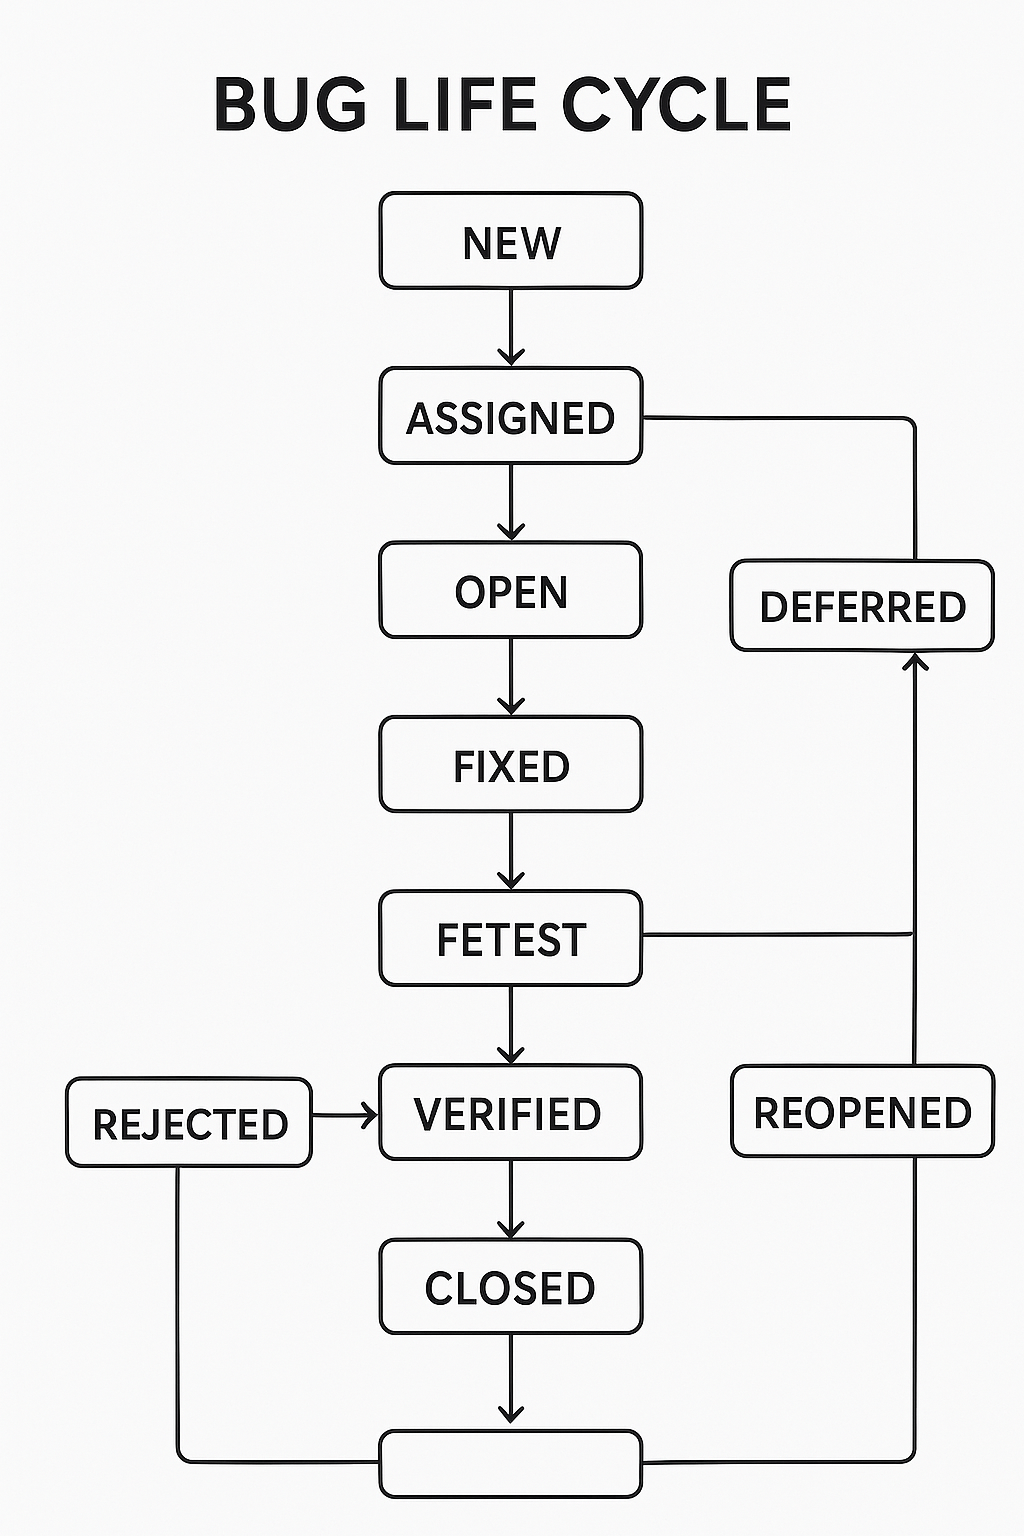 BUG LIFE CYCLE
NEW
ASSIGNED
OPEN
DEFERRED
FIXED
FETEST
REJECTED
VERIFIED
REOPENED
CLOSED